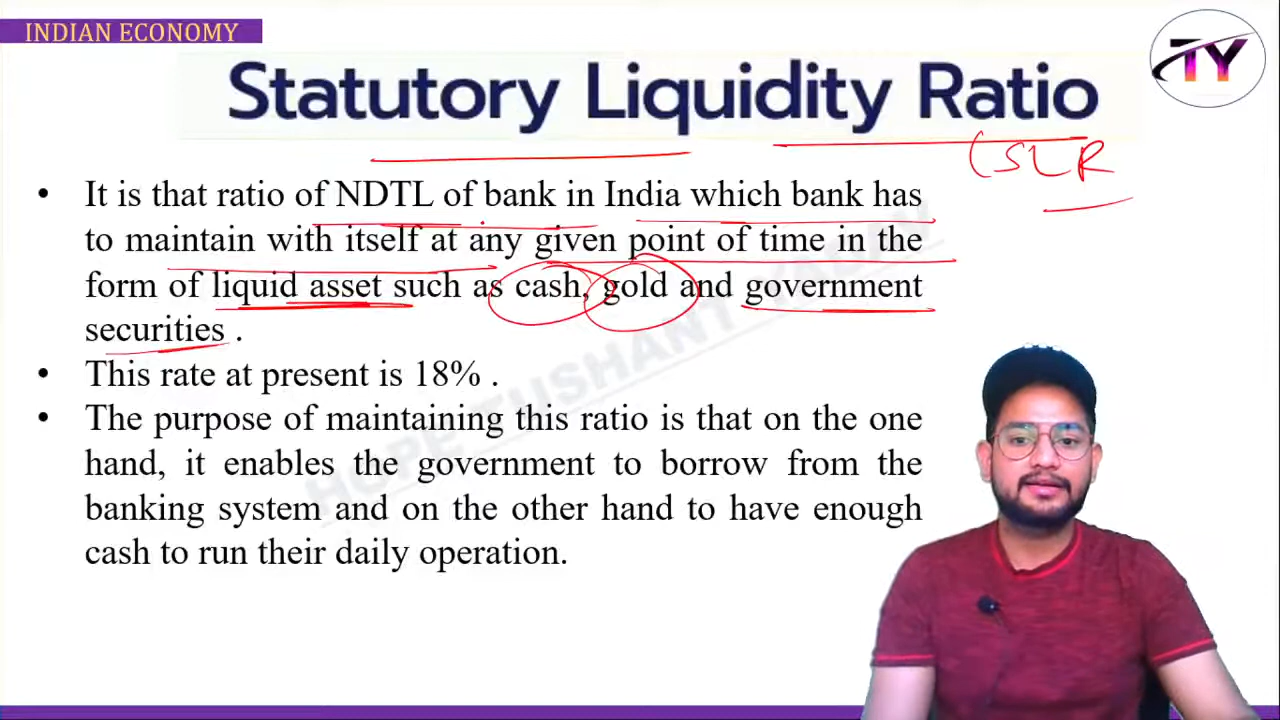 INDIAN ECONOMY
TY
Statutory Liquidity Ratio
(SLR
• It is that ratio of NDTL of bank in India which bank has
to maintain with itself at any given point of time in the
form of liquid asset such as cash, gold and government
securities .
• This rate at present is 18% .
• The purpose of maintaining this ratio is that on the one
hand, it enables the government to borrow from the
banking system and on the other hand to have enough
cash to run their daily operation.
HOPE TUSHANT YADAV